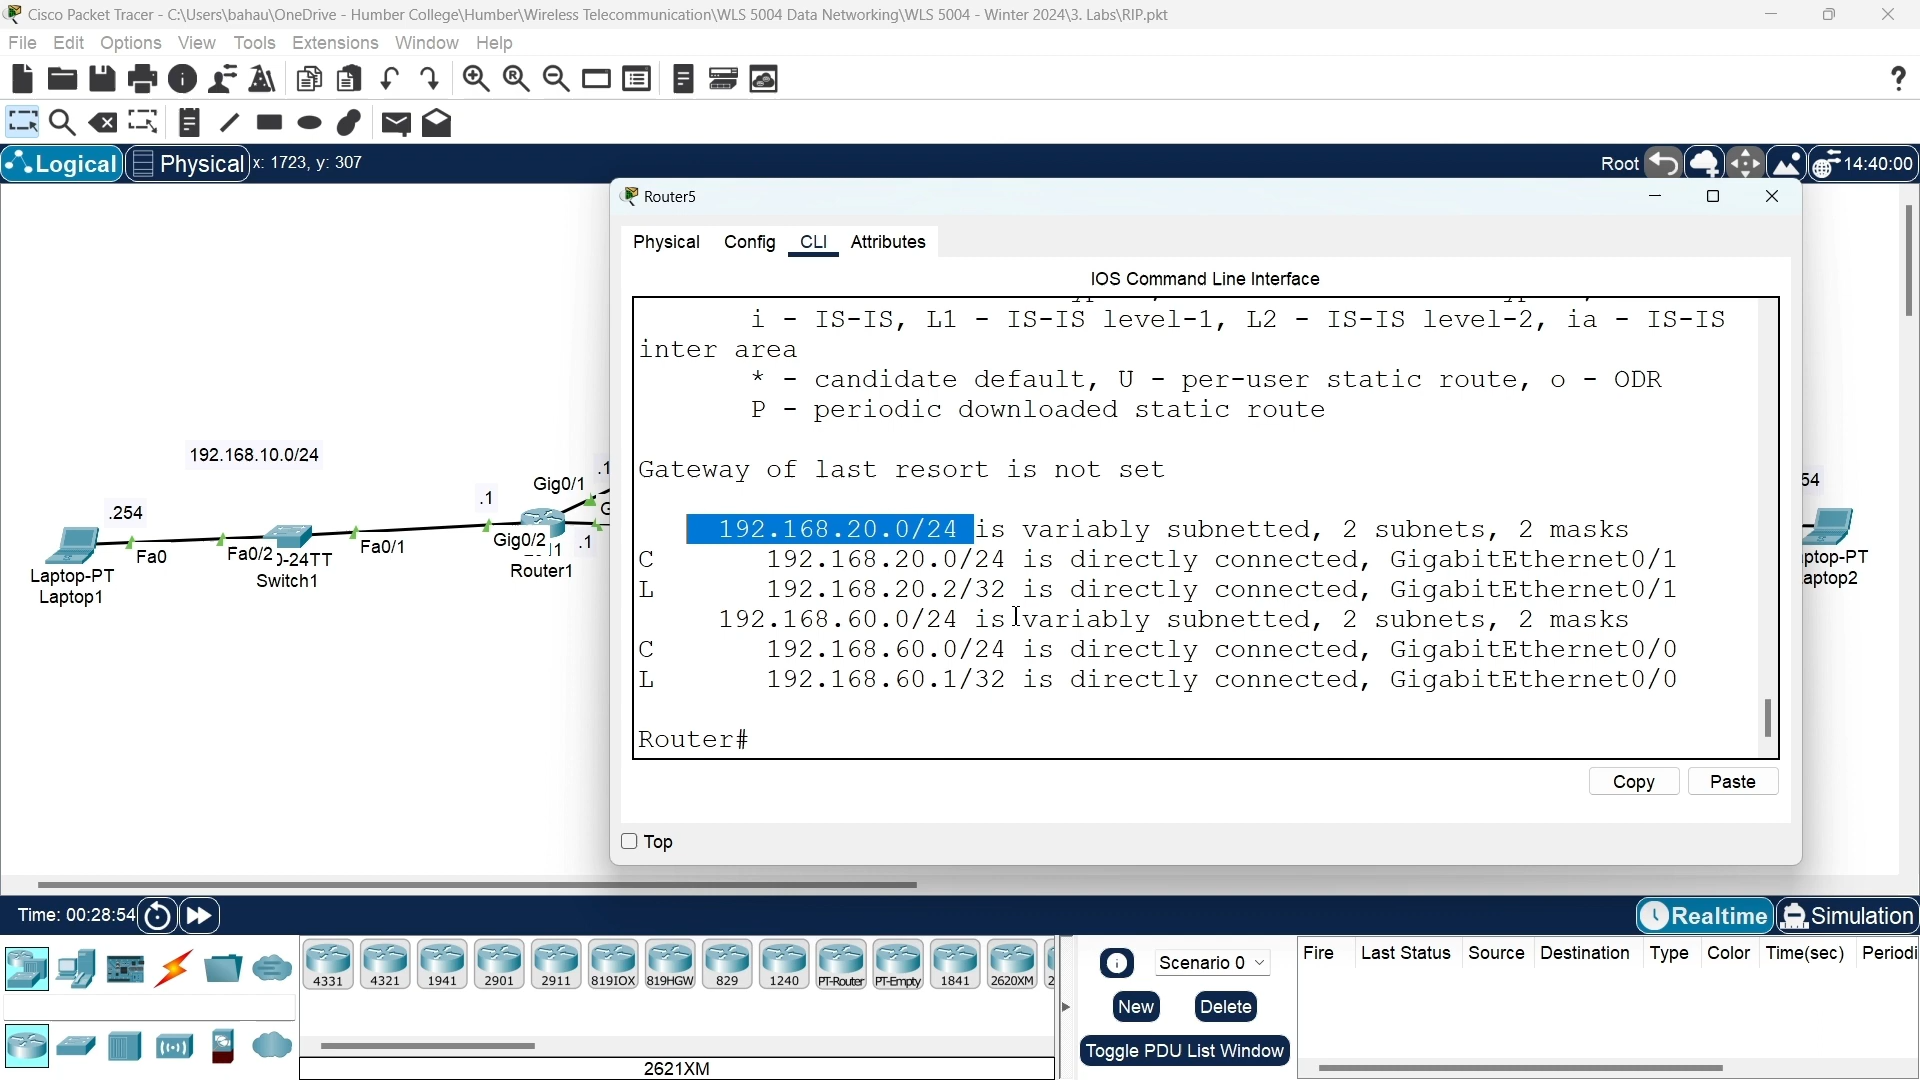 Cisco Packet Tracer - C:\Users\bahau\OneDrive - Humber College\Humber\Wireless Telecommunication\WLS 5004 Data Networking\WLS 5004 - Winter 2024\3. Labs\RIP.pkt
File Edit Options View Tools Extensions Window Help
Logical Physical x: 1723, y: 307 Root 14:40:00
Router5
Physical Config CLI Attributes
IOS Command Line Interface
i - IS-IS, L1 - IS-IS level-1, L2 - IS-IS level-2, ia - IS-IS
inter area
* - candidate default, U - per-user static route, o - ODR
P - periodic downloaded static route
Gateway of last resort is not set
192.168.20.0/24 is variably subnetted, 2 subnets, 2 masks
C 192.168.20.0/24 is directly connected, GigabitEthernet0/1
L 192.168.20.2/32 is directly connected, GigabitEthernet0/1
192.168.60.0/24 is variably subnetted, 2 subnets, 2 masks
C 192.168.60.0/24 is directly connected, GigabitEthernet0/0
L 192.168.60.1/32 is directly connected, GigabitEthernet0/0
Router#
Copy Paste
Top
192.168.10.0/24
.254
Fa0
Laptop-PT
Laptop1
Fa0/2
-24TT
Switch1
Fa0/1
.1
Gig0/1
.1
Gig0/2
.1
Router1
54
ptop-PT
aptop2
Time: 00:28:54 Realtime Simulation
4331 4321 1941 2901 2911 819IOX 819HGW 829 1240 PT-Router PT-Empty 1841 2620XM 2
2621XM
Scenario 0
New Delete
Toggle PDU List Window
Fire Last Status Source Destination Type Color Time(sec) Periodi